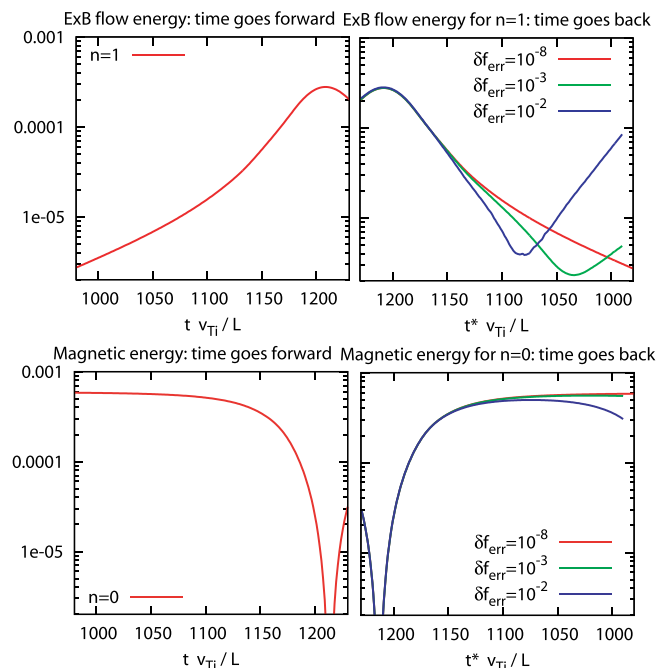 ExB flow energy: time goes forward
ExB flow energy for n=1: time goes back
0.001
0.0001
1e-05
n=1
δf_err=10^-8
δf_err=10^-3
δf_err=10^-2
1000 1050 1100 1150 1200
1200 1150 1100 1050 1000
t v_Ti / L
t* v_Ti / L
Magnetic energy: time goes forward
Magnetic energy for n=0: time goes back
0.001
0.0001
1e-05
n=0
δf_err=10^-8
δf_err=10^-3
δf_err=10^-2
1000 1050 1100 1150 1200
1200 1150 1100 1050 1000
t v_Ti / L
t* v_Ti / L